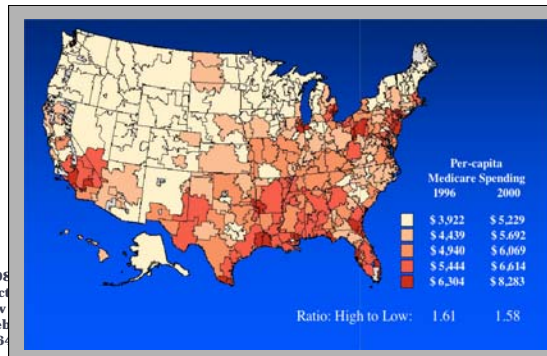 Per-capita
Medicare Spending
1996 2000
$ 3,922 $ 5,229
$ 4,439 $ 5,692
$ 4,940 $ 6,069
$ 5,444 $ 6,614
$ 6,304 $ 8,283
Ratio: High to Low: 1.61 1.58